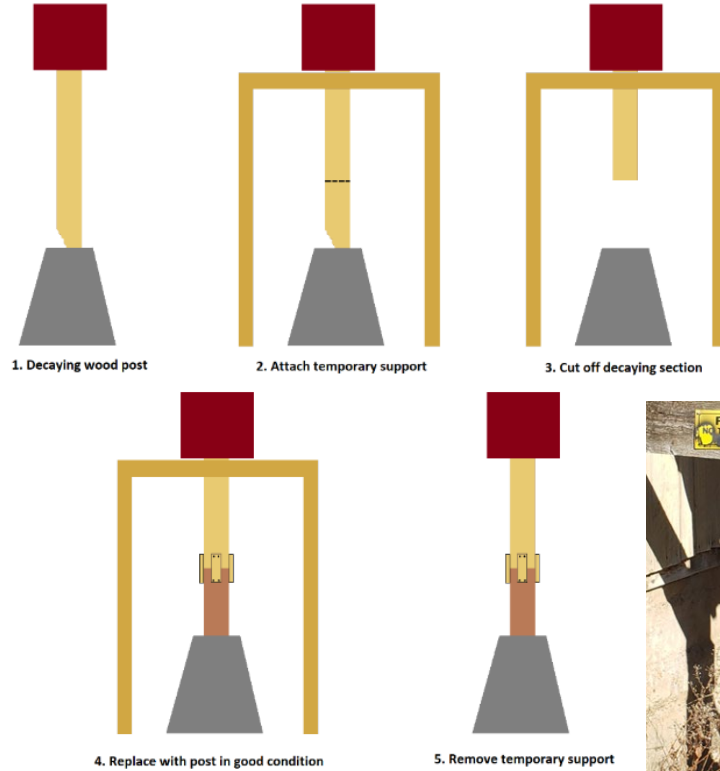 1. Decaying wood post
2. Attach temporary support
3. Cut off decaying section
4. Replace with post in good condition
5. Remove temporary support